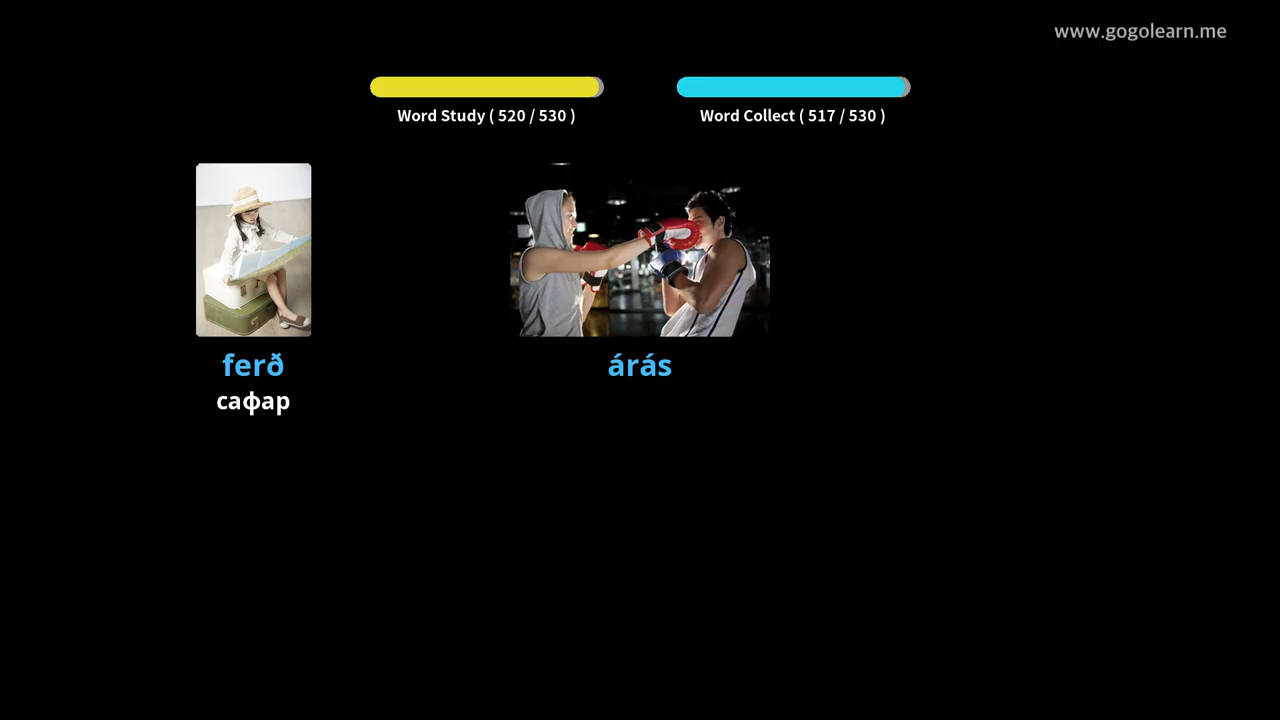 www.gogolearn.me
Word Study ( 520 / 530 )
Word Collect ( 517 / 530 )
ferð
árás
сафар